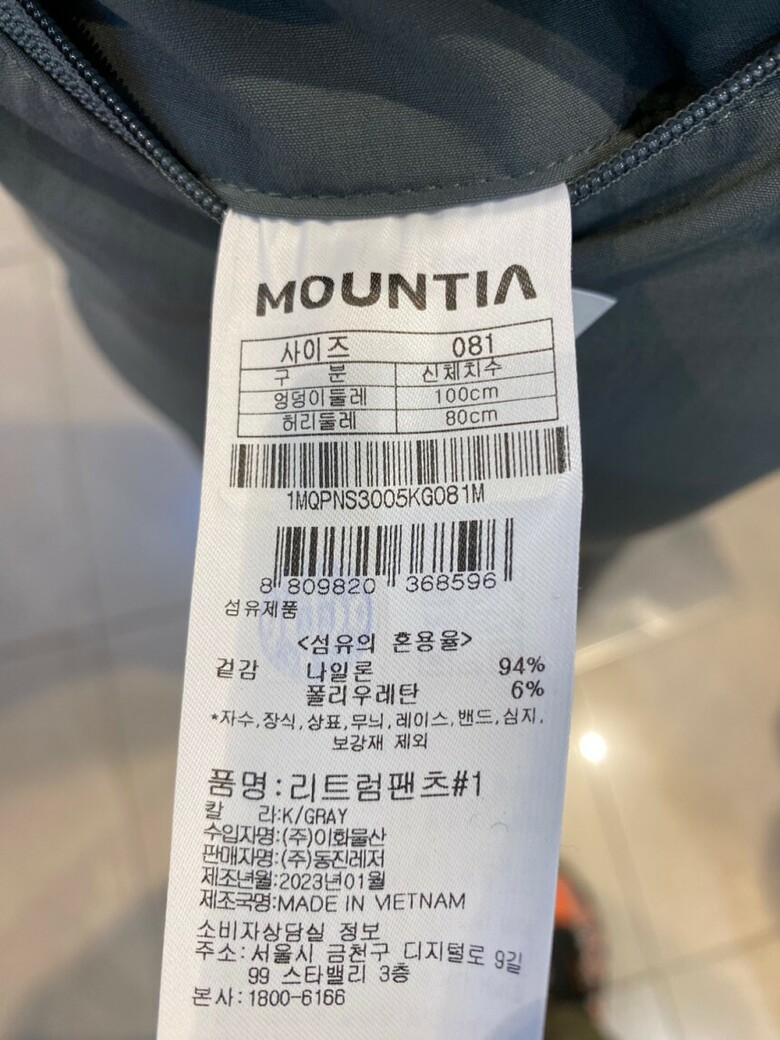 MOUNTIA
사이즈 081
구 분 신체치수
엉덩이둘레 100cm
허리둘레 80cm
1MQPNS3005KG081M
8 809820 368596
섬유제품
<섬유의 혼용율>
겉감 나일론 94%
폴리우레탄 6%
*자수,장식,상표,무늬,레이스,밴드,심지,
보강재 제외
품명:리트럼팬츠#1
칼 라:K/GRAY
수입자명:(주)이화물산
판매자명:(주)동진레저
제조년월:2023년01월
제조국명:MADE IN VIETNAM
소비자상담실 정보
주소:서울시 금천구 디지털로 9길
99 스타밸리 3층
본사:1800-6166